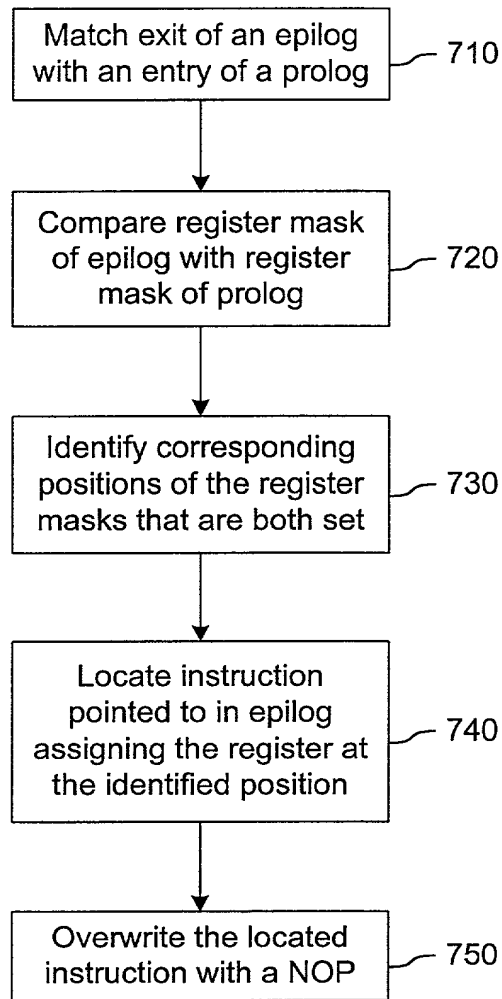 Match exit of an epilog
with an entry of a prolog
710
Compare register mask
of epilog with register
mask of prolog
720
Identify corresponding
positions of the register
masks that are both set
730
Locate instruction
pointed to in epilog
assigning the register at
the identified position
740
Overwrite the located
instruction with a NOP
750